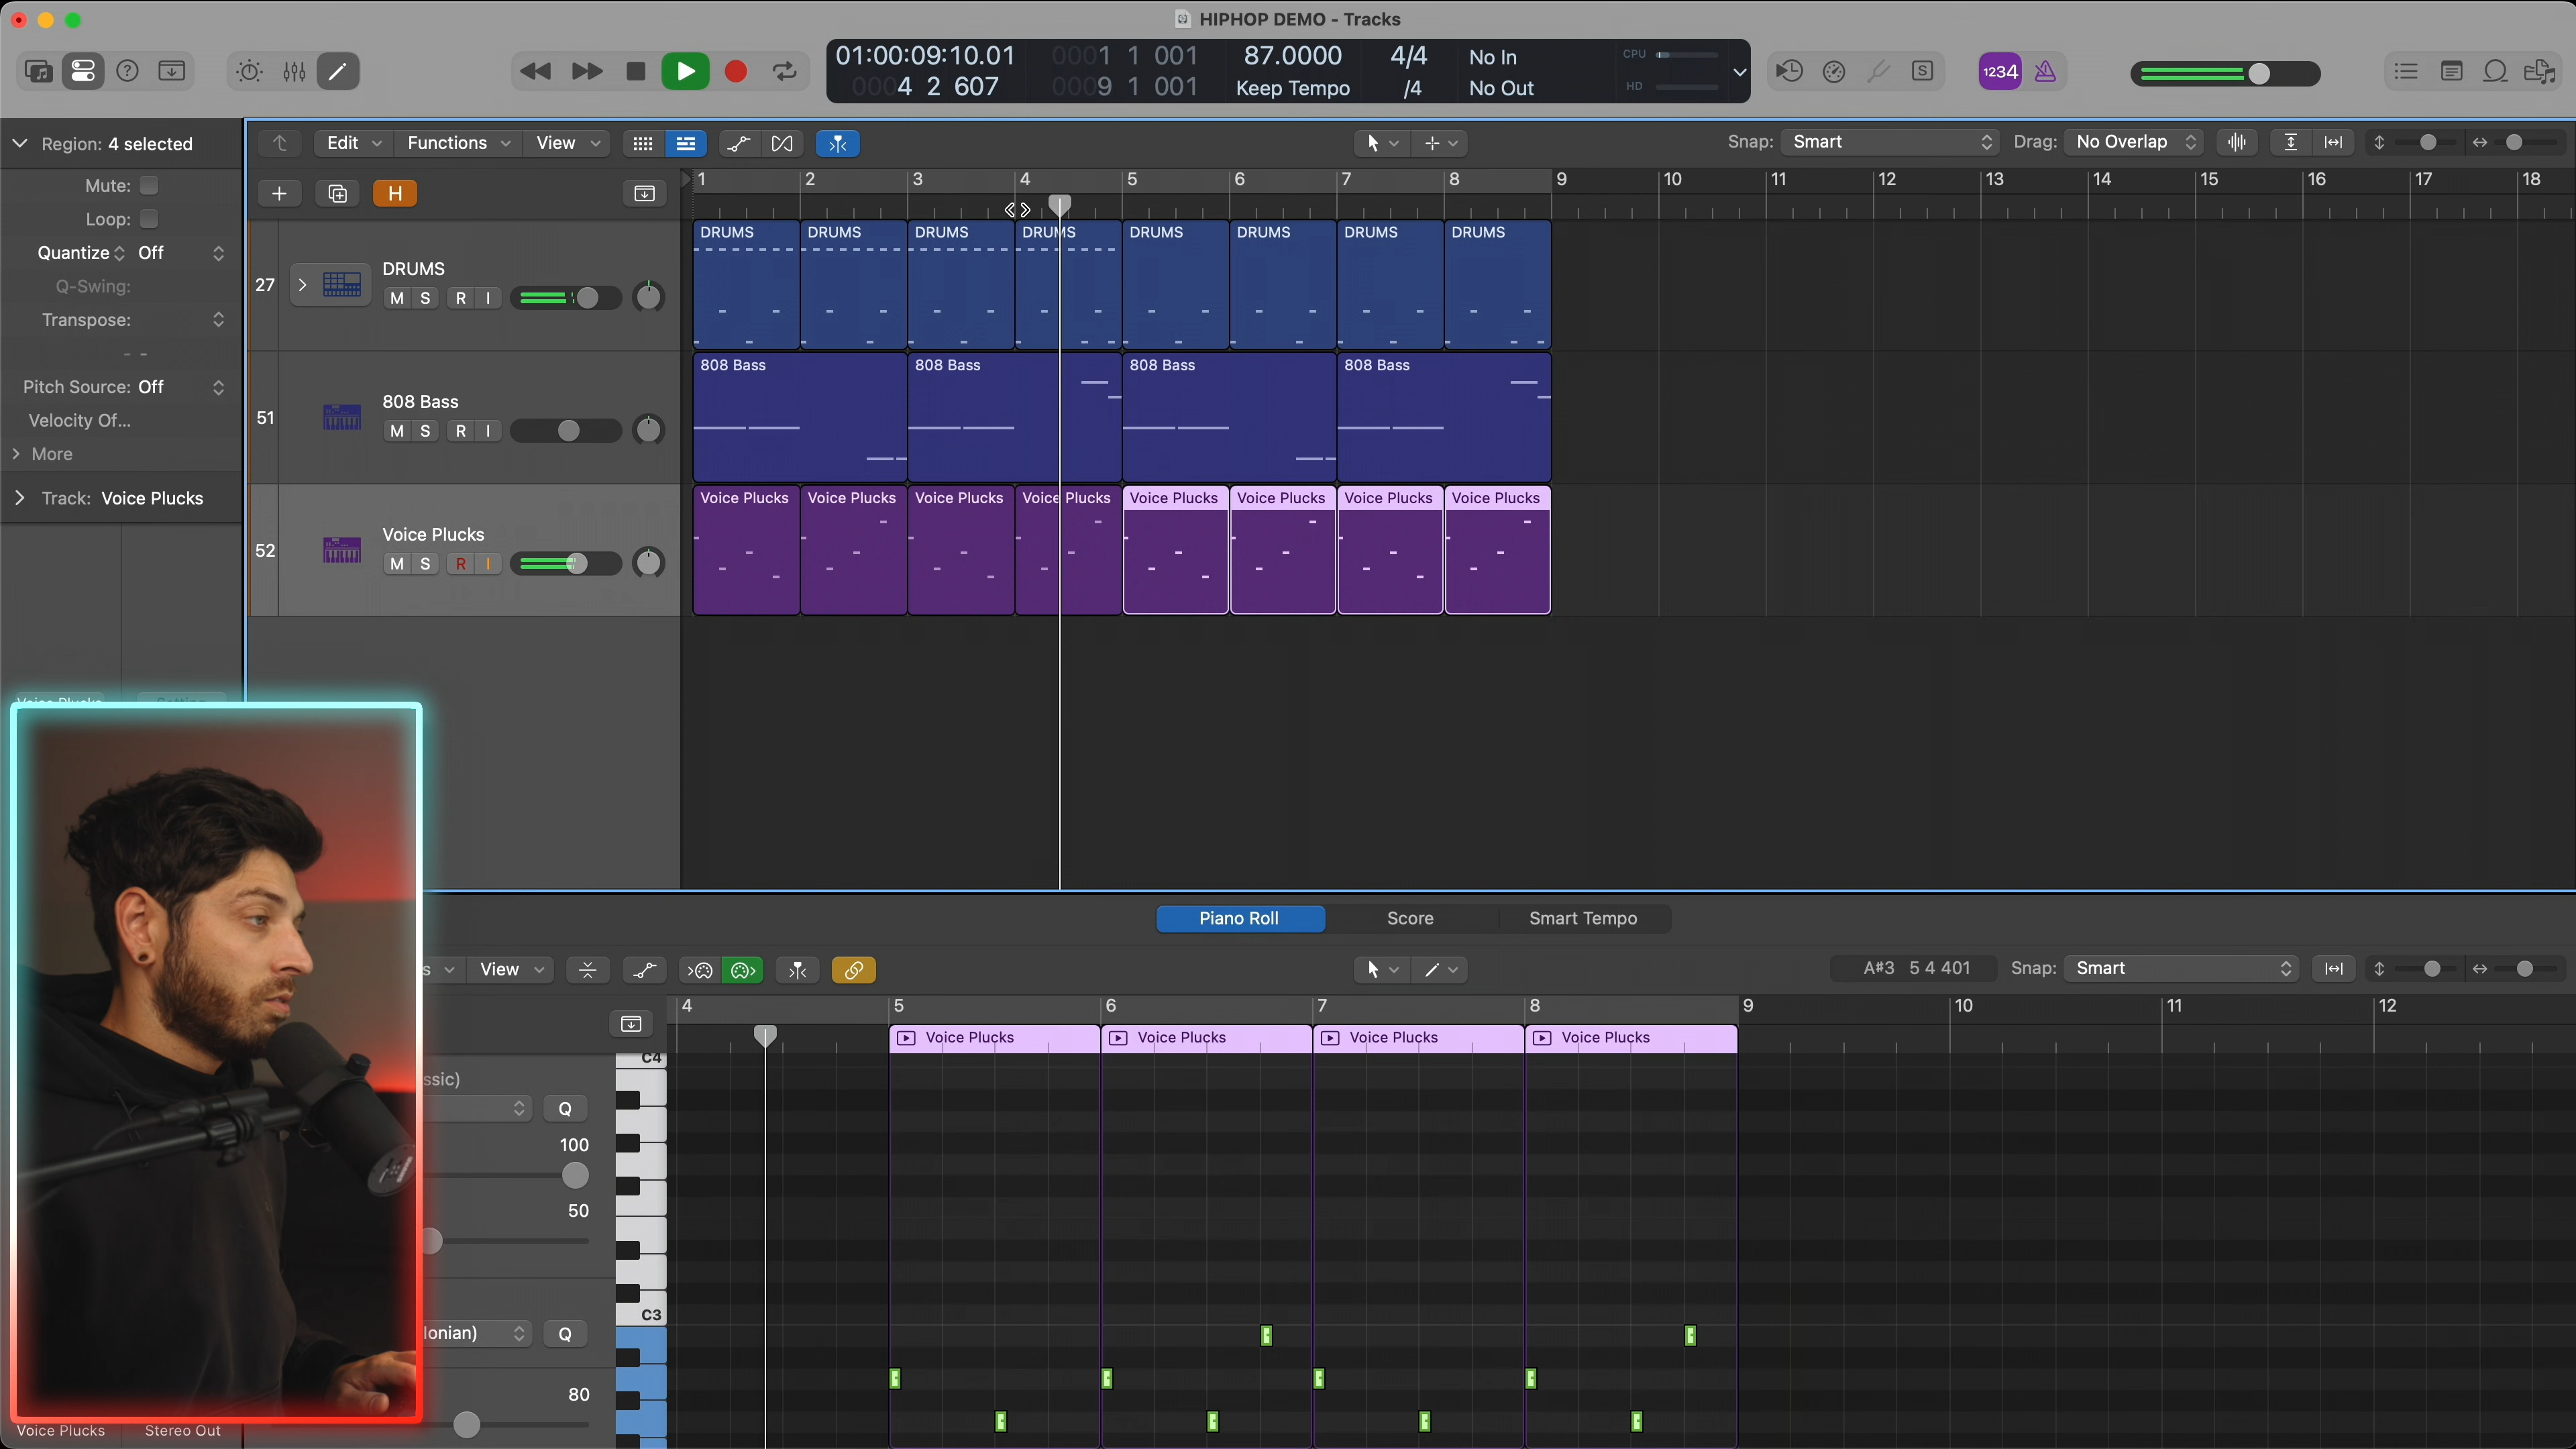 HIPHOP DEMO - Tracks
01:00:09:10.01 0001 1 001 87.0000 4/4 No In CPU
0004 2 607 0009 1 001 Keep Tempo /4 No Out HD
1234
Region: 4 selected
Edit Functions View
Snap: Smart Drag: No Overlap
Mute:
Loop:
Quantize Off
Q-Swing:
Transpose:
- -
Pitch Source: Off
Velocity Of...
More
Track: Voice Plucks
H
1 2 3 4 5 6 7 8 9 10 11 12 13 14 15 16 17 18
27 DRUMS
M S R I
DRUMS DRUMS DRUMS DRUMS DRUMS DRUMS DRUMS DRUMS
51 808 Bass
M S R I
808 Bass 808 Bass 808 Bass 808 Bass
52 Voice Plucks
M S R I
Voice Plucks Voice Plucks Voice Plucks Voice Plucks Voice Plucks Voice Plucks Voice Plucks Voice Plucks
Piano Roll Score Smart Tempo
s View
A#3 5 4 401 Snap: Smart
4 5 6 7 8 9 10 11 12
Voice Plucks Voice Plucks Voice Plucks Voice Plucks
C4
ssic)
Q
100
50
C3
Ionian) Q
80
Voice Plucks Stereo Out